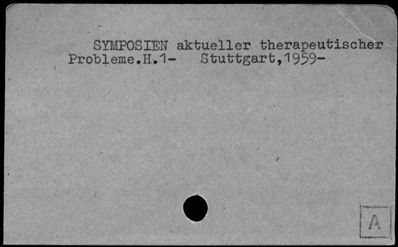 SYMPOSIEN aktueller therapeutischer
Probleme.H.1- Stuttgart,1959-
A